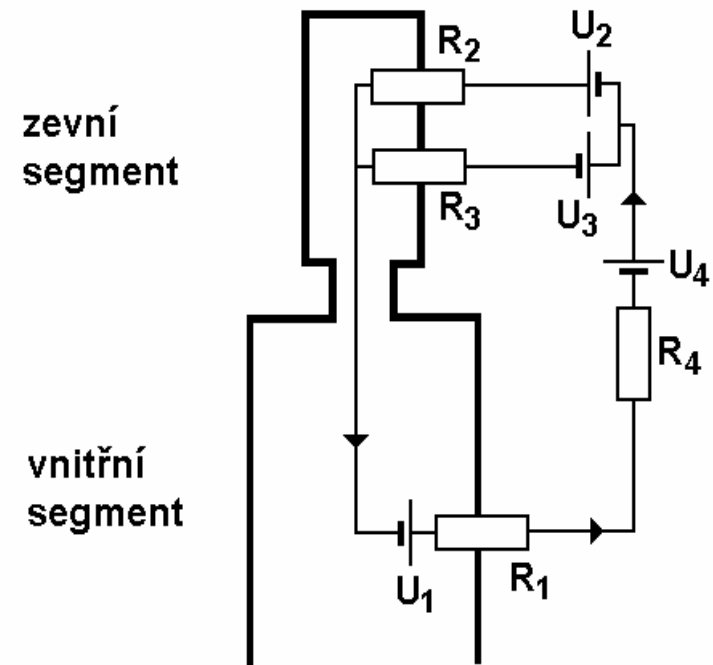 U₂
R₂
zevní
segment
R₃
U₃
U₄
R₄
vnitřní
segment
U₁
R₁